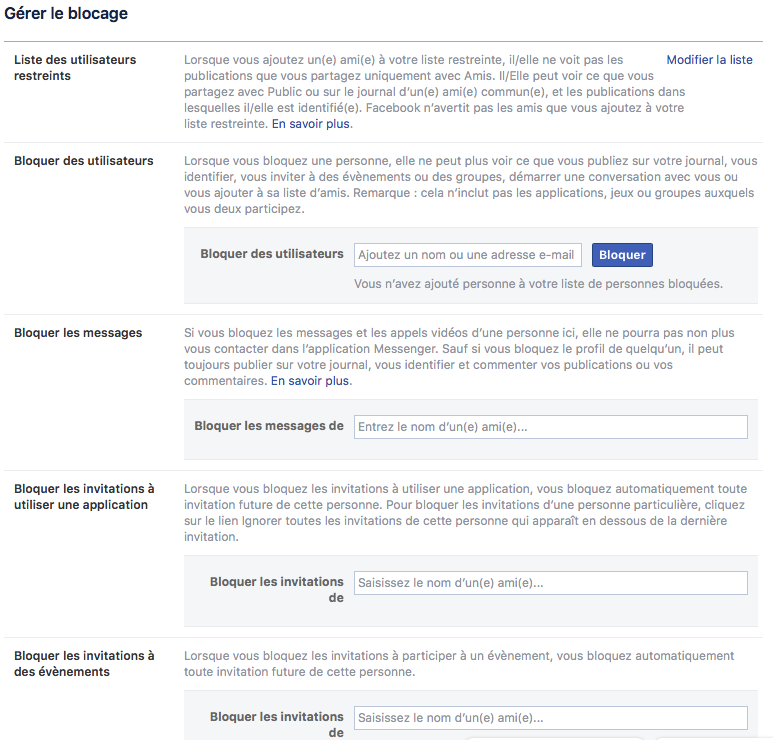 Gérer le blocage
Liste des utilisateurs
restreints
Lorsque vous ajoutez un(e) ami(e) à votre liste restreinte, il/elle ne voit pas les
publications que vous partagez uniquement avec Amis. Il/Elle peut voir ce que vous
partagez avec Public ou sur le journal d’un(e) ami(e) commun(e), et les publications dans
lesquelles il/elle est identifié(e). Facebook n’avertit pas les amis que vous ajoutez à votre
liste restreinte. En savoir plus.
Modifier la liste
Bloquer des utilisateurs
Lorsque vous bloquez une personne, elle ne peut plus voir ce que vous publiez sur votre journal, vous
identifier, vous inviter à des évènements ou des groupes, démarrer une conversation avec vous ou
vous ajouter à sa liste d’amis. Remarque : cela n’inclut pas les applications, jeux ou groupes auxquels
vous deux participez.
Bloquer des utilisateurs
Ajoutez un nom ou une adresse e-mail
Bloquer
Vous n’avez ajouté personne à votre liste de personnes bloquées.
Bloquer les messages
Si vous bloquez les messages et les appels vidéos d’une personne ici, elle ne pourra pas non plus
vous contacter dans l’application Messenger. Sauf si vous bloquez le profil de quelqu’un, il peut
toujours publier sur votre journal, vous identifier et commenter vos publications ou vos
commentaires. En savoir plus.
Bloquer les messages de
Entrez le nom d’un(e) ami(e)...
Bloquer les invitations à
utiliser une application
Lorsque vous bloquez les invitations à utiliser une application, vous bloquez automatiquement toute
invitation future de cette personne. Pour bloquer les invitations d’une personne particulière, cliquez
sur le lien Ignorer toutes les invitations de cette personne qui apparaît en dessous de la dernière
invitation.
Bloquer les invitations
de
Saisissez le nom d’un(e) ami(e)...
Bloquer les invitations à
des évènements
Lorsque vous bloquez les invitations à participer à un évènement, vous bloquez automatiquement
toute invitation future de cette personne.
Bloquer les invitations
de
Saisissez le nom d’un(e) ami(e)...